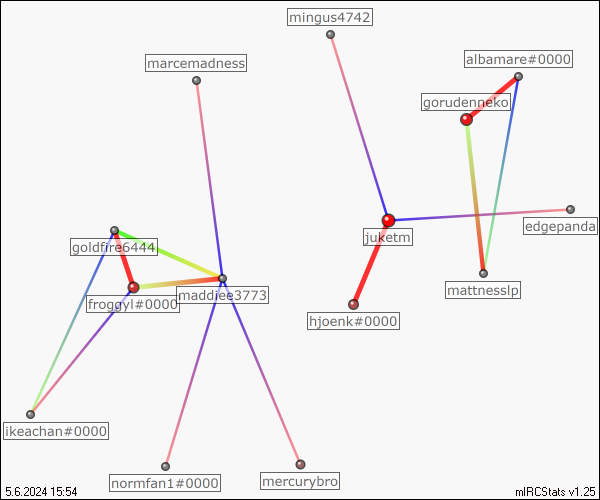 mingus4742
albamare#0000
marcemadness
gorudenneko
edgepanda
juketm
goldfire6444
mattnesslp
maddiee3773
froggyl#0000
hjoenk#0000
ikeachan#0000
mercurybro
normfan1#0000
5.6.2024 15:54
mIRCStats v1.25